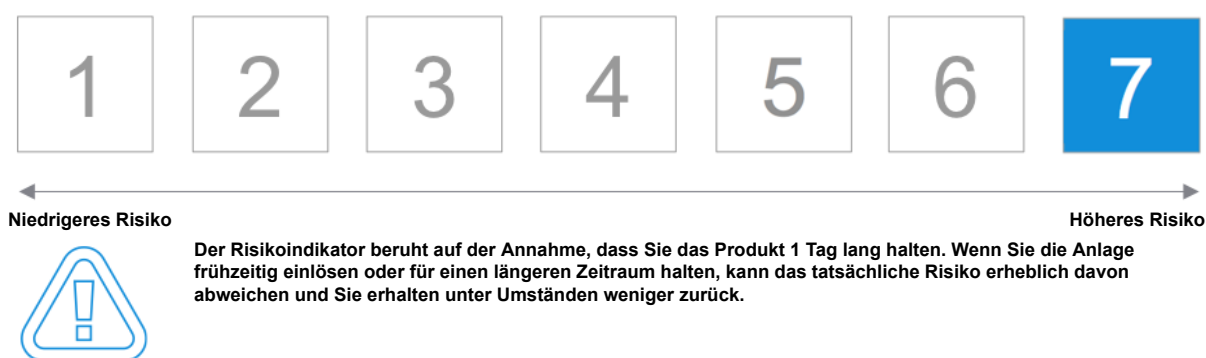 1 2 3 4 5 6 7
Niedrigeres Risiko Höheres Risiko
Der Risikoindikator beruht auf der Annahme, dass Sie das Produkt 1 Tag lang halten. Wenn Sie die Anlage
frühzeitig einlösen oder für einen längeren Zeitraum halten, kann das tatsächliche Risiko erheblich davon
abweichen und Sie erhalten unter Umständen weniger zurück.